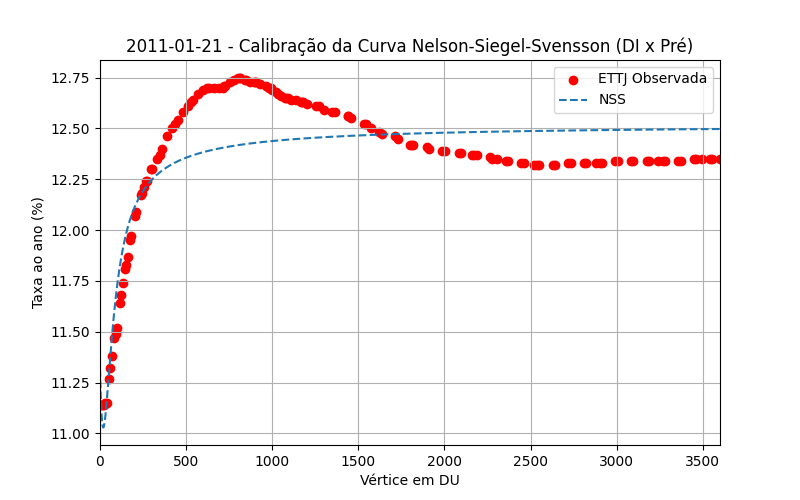 2011-01-21 - Calibração da Curva Nelson-Siegel-Svensson (DI x Pré)
ETTJ Observada
NSS
Taxa ao ano (%)
12.75
12.50
12.25
12.00
11.75
11.50
11.25
11.00
0 500 1000 1500 2000 2500 3000 3500
Vértice em DU